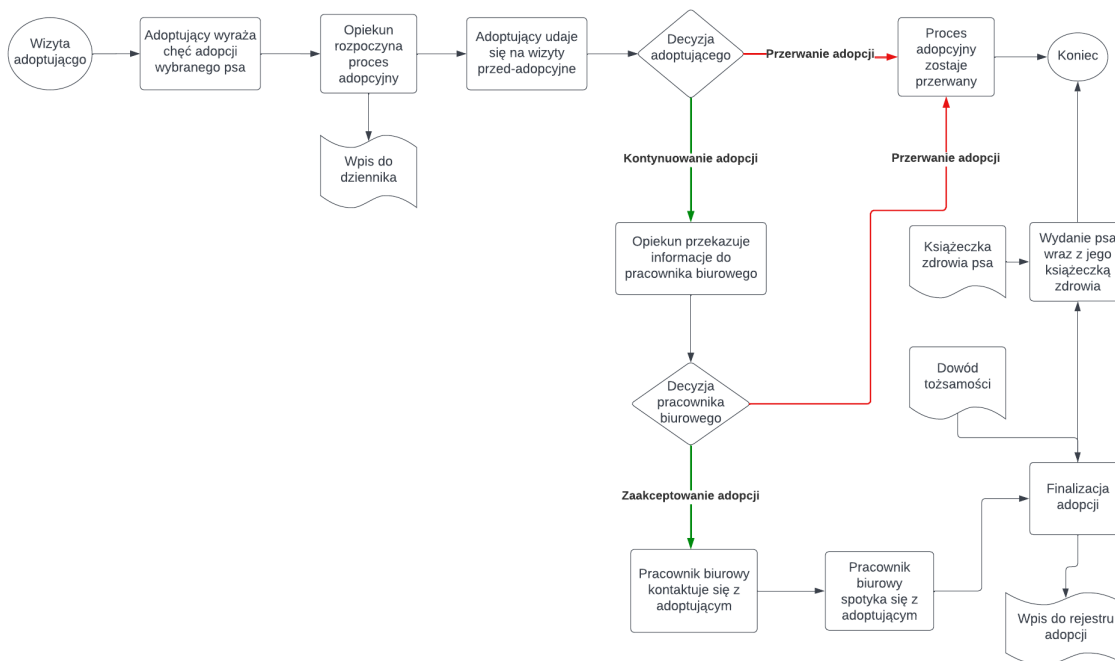 Wizyta
adoptującgo
Adoptujący wyraża
chęć adopcji
wybranego psa
Opiekun
rozpoczyna
proces
adopcyjny
Adoptujący udaje
się na wizyty
przed-adopcyjne
Decyzja
adoptującego
Przerwanie adopcji
Proces
adopcyjny
zostaje
przerwany
Koniec
Wpis do
dziennika
Kontynuowanie adopcji
Przerwanie adopcji
Opiekun przekazuje
informacje do
pracownika biurowego
Książeczka
zdrowia psa
Wydanie psa
wraz z jego
książeczką
zdrowia
Decyzja
pracownika
biurowego
Dowód
tożsamości
Zaakceptowanie adopcji
Finalizacja
adopcji
Pracownik biurowy
kontaktuje się z
adoptującym
Pracownik
biurowy
spotyka się z
adoptującym
Wpis do rejestru
adopcji